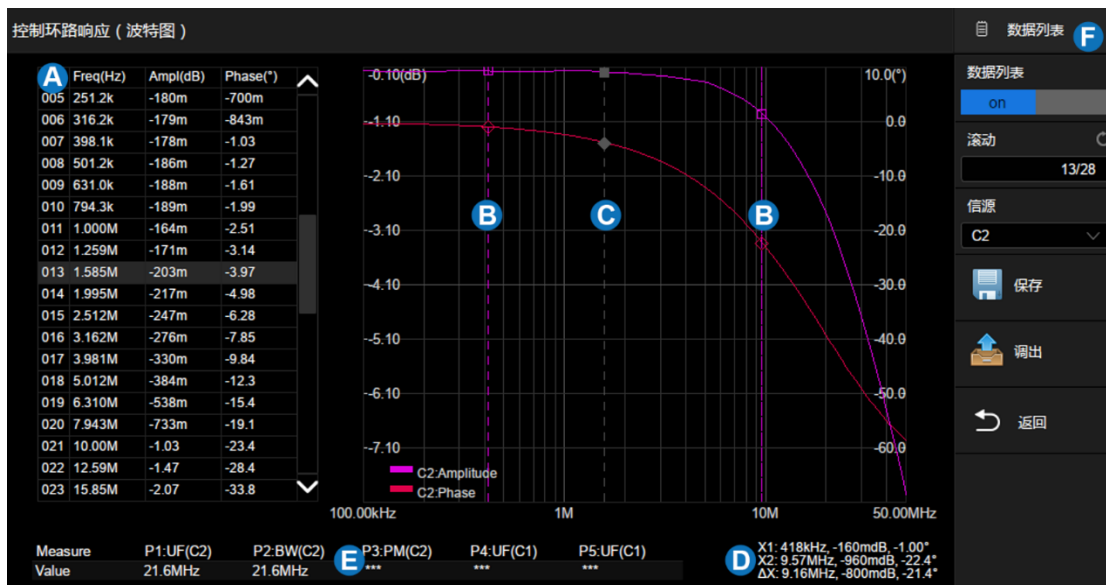 控制环路响应（波特图）
A
Freq(Hz) Ampl(dB) Phase(°)
005 251.2k -180m -700m
006 316.2k -179m -843m
007 398.1k -178m -1.03
008 501.2k -186m -1.27
009 631.0k -188m -1.61
010 794.3k -189m -1.99
011 1.000M -164m -2.51
012 1.259M -171m -3.14
013 1.585M -203m -3.97
014 1.995M -217m -4.98
015 2.512M -247m -6.28
016 3.162M -276m -7.85
017 3.981M -330m -9.84
018 5.012M -384m -12.3
019 6.310M -538m -15.4
020 7.943M -733m -19.1
021 10.00M -1.03 -23.4
022 12.59M -1.47 -28.4
023 15.85M -2.07 -33.8
-0.10(dB) 10.0(°)
-1.10 0.0
-2.10 -10.0
B C B
-3.10 -20.0
-4.10 -30.0
-5.10 -40.0
-6.10 -50.0
-7.10 -60.0
C2:Amplitude
C2:Phase
100.00kHz 1M 10M 50.00MHz
Measure P1:UF(C2) P2:BW(C2) P3:PM(C2) P4:UF(C1) P5:UF(C1)
Value 21.6MHz 21.6MHz *** *** ***
E
D
X1: 418kHz, -160mdB, -1.00°
X2: 9.57MHz, -960mdB, -22.4°
ΔX: 9.16MHz, -800mdB, -21.4°
数据列表
F
数据列表
on
滚动
13/28
信源
C2
保存
调出
返回